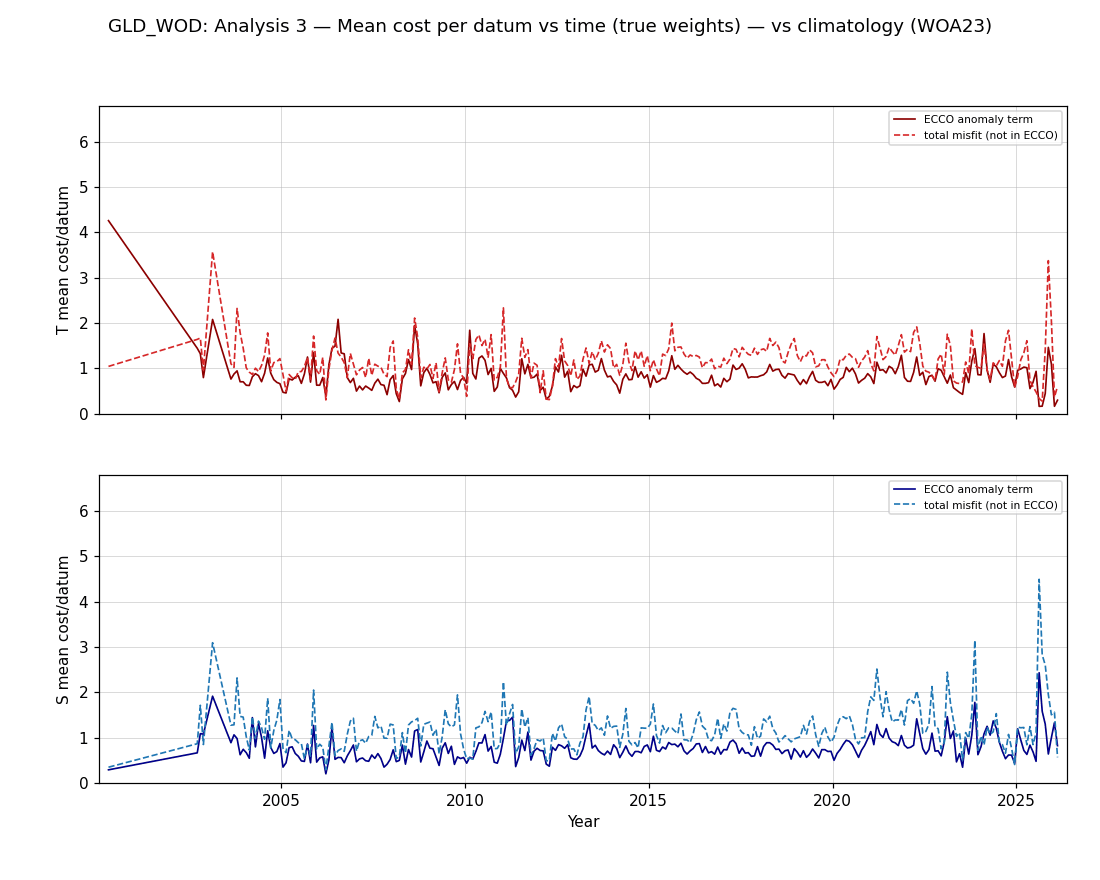 GLD_WOD: Analysis 3 — Mean cost per datum vs time (true weights) — vs climatology (WOA23)
T mean cost/datum
6
5
4
3
2
1
0
ECCO anomaly term
total misfit (not in ECCO)
S mean cost/datum
6
5
4
3
2
1
0
ECCO anomaly term
total misfit (not in ECCO)
2005
2010
2015
2020
2025
Year